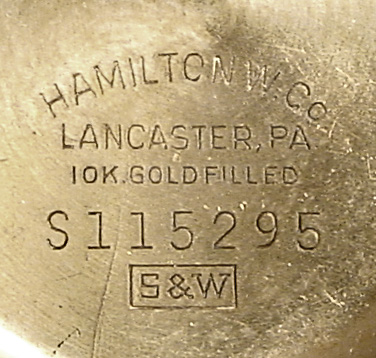 HAMILTON W. CO.
LANCASTER, PA
10K. GOLD FILLED
S115295
S&W